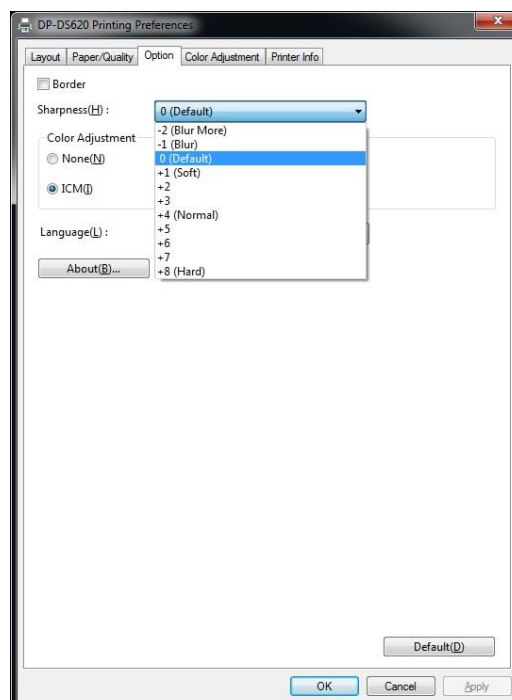 DP-DS620 Printing Preferences
Layout Paper/Quality Option Color Adjustment Printer Info
Border
Sharpness(H) : 0 (Default)
-2 (Blur More)
-1 (Blur)
0 (Default)
+1 (Soft)
+2
+3
+4 (Normal)
+5
+6
+7
+8 (Hard)
Color Adjustment
None(N)
ICM(I)
Language(L) :
About(B)...
Default(D)
OK Cancel Apply